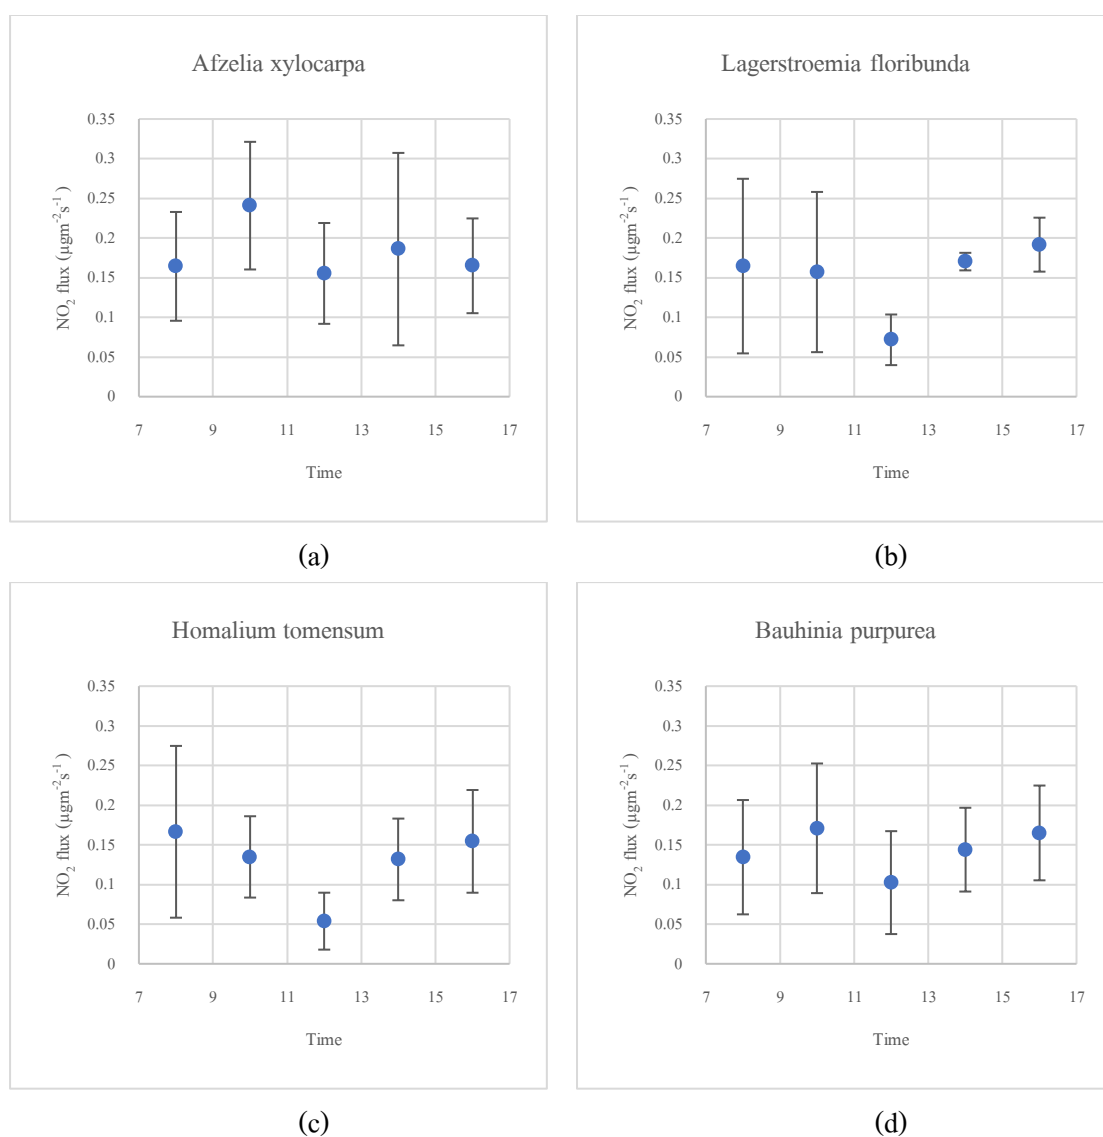 Afzelia xylocarpa
NO2 flux (µgm-2s-1 )
0.35
0.3
0.25
0.2
0.15
0.1
0.05
0
7 9 11 13 15 17
Time
(a)
Lagerstroemia floribunda
NO2 flux (µgm-2s-1 )
0.35
0.3
0.25
0.2
0.15
0.1
0.05
0
7 9 11 13 15 17
Time
(b)
Homalium tomensum
NO2 flux (µgm-2s-1 )
0.35
0.3
0.25
0.2
0.15
0.1
0.05
0
7 9 11 13 15 17
Time
(c)
Bauhinia purpurea
NO2 flux (µgm-2s-1 )
0.35
0.3
0.25
0.2
0.15
0.1
0.05
0
7 9 11 13 15 17
Time
(d)